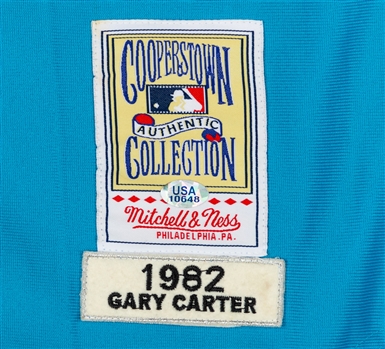 COOPERSTOWN
AUTHENTIC
COLLECTION
USA
10648
Mitchell & Ness
PHILADELPHIA, PA.
1982
GARY CARTER